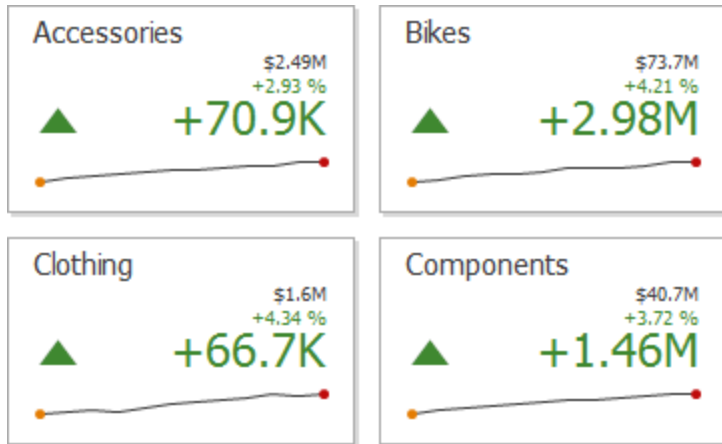 Accessories
$2.49M
+2.93 %
+70.9K
Bikes
$73.7M
+4.21 %
+2.98M
Clothing
$1.6M
+4.34 %
+66.7K
Components
$40.7M
+3.72 %
+1.46M